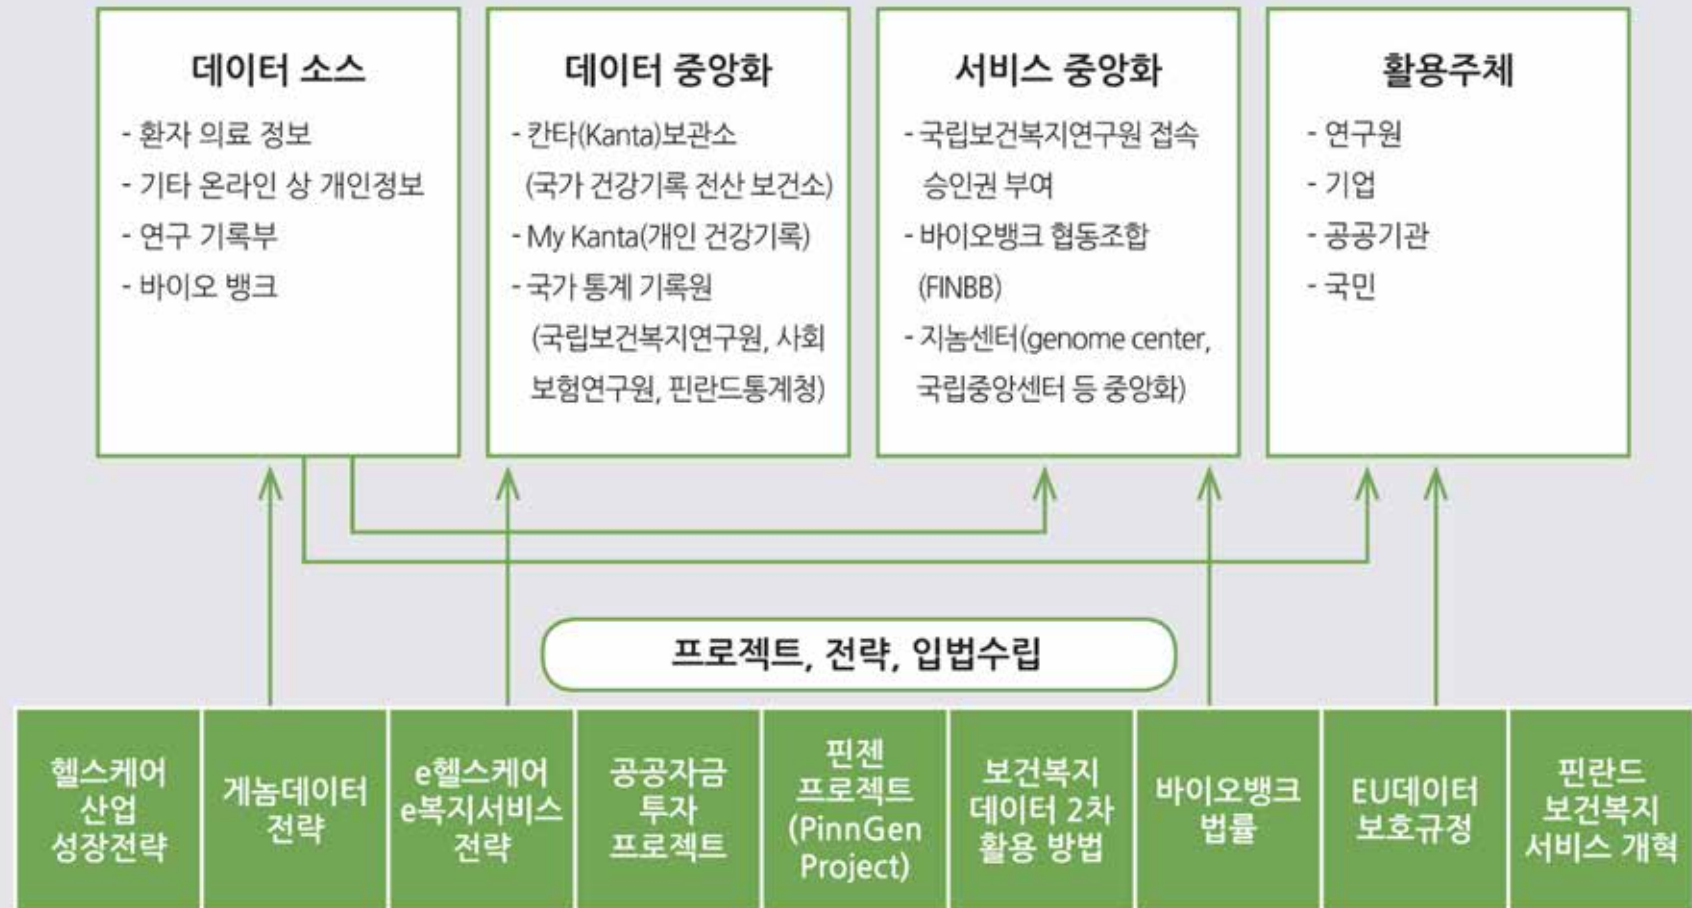 데이터 소스
- 환자 의료 정보
- 기타 온라인 상 개인정보
- 연구 기록부
- 바이오 뱅크
데이터 중앙화
- 칸타(Kanta)보관소
(국가 건강기록 전산 보건소)
- My Kanta(개인 건강기록)
- 국가 통계 기록원
(국립보건복지연구원, 사회
보험연구원, 핀란드통계청)
서비스 중앙화
- 국립보건복지연구원 접속
승인권 부여
- 바이오뱅크 협동조합
(FINBB)
- 지놈센터(genome center,
국립중앙센터 등 중앙화)
활용주체
- 연구원
- 기업
- 공공기관
- 국민
프로젝트, 전략, 입법수립
헬스케어
산업
성장전략
게놈데이터
전략
e헬스케어
e복지서비스
전략
공공자금
투자
프로젝트
핀젠
프로젝트
(PinnGen
Project)
보건복지
데이터 2차
활용 방법
바이오뱅크
법률
EU데이터
보호규정
핀란드
보건복지
서비스 개혁